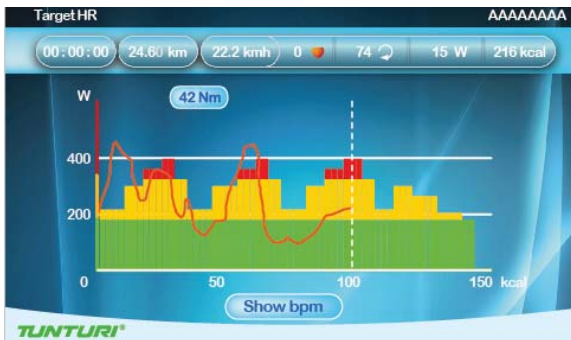 Target HR AAAAAAAA
00:00:00 24.60 km 22.2 kmh 0 74 15 W 216 kcal
W 42 Nm
400
200
0 50 100 150 kcal
Show bpm
TUNTURI®